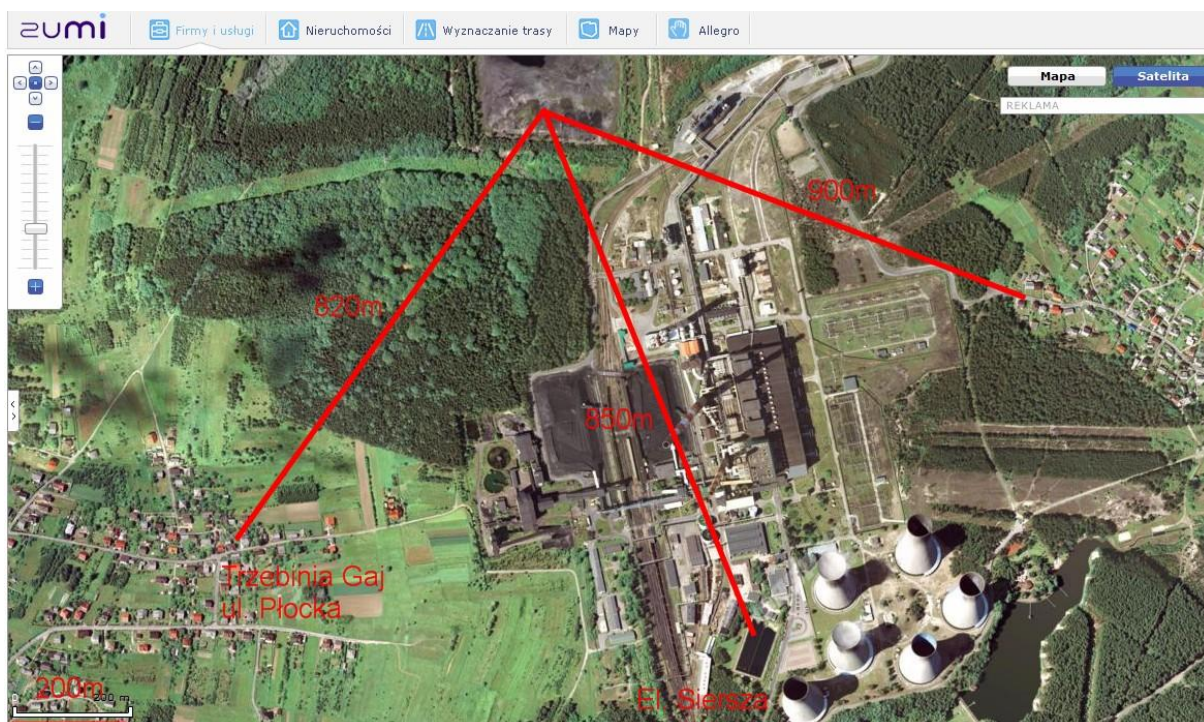 zumi
Firmy i usługi
Nieruchomości
Wyznaczanie trasy
Mapy
Allegro
Mapa
Satelita
REKLAMA
900m
820m
850m
Trzebinia Gaj
ul. Płocka
200m
200 m
El. Siersza